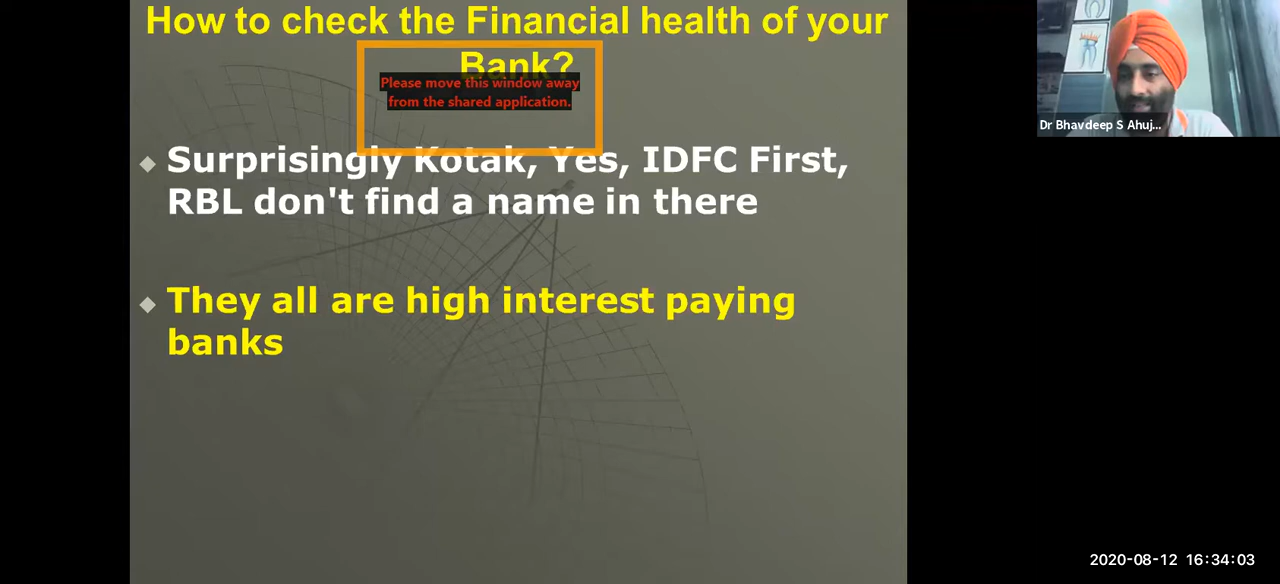 How to check the Financial health of your
Bank?
Please move this window away
from the shared application.
Surprisingly Kotak, Yes, IDFC First,
RBL don't find a name in there
They all are high interest paying
banks
Dr Bhavdeep S Ahuj...
2020-08-12 16:34:03